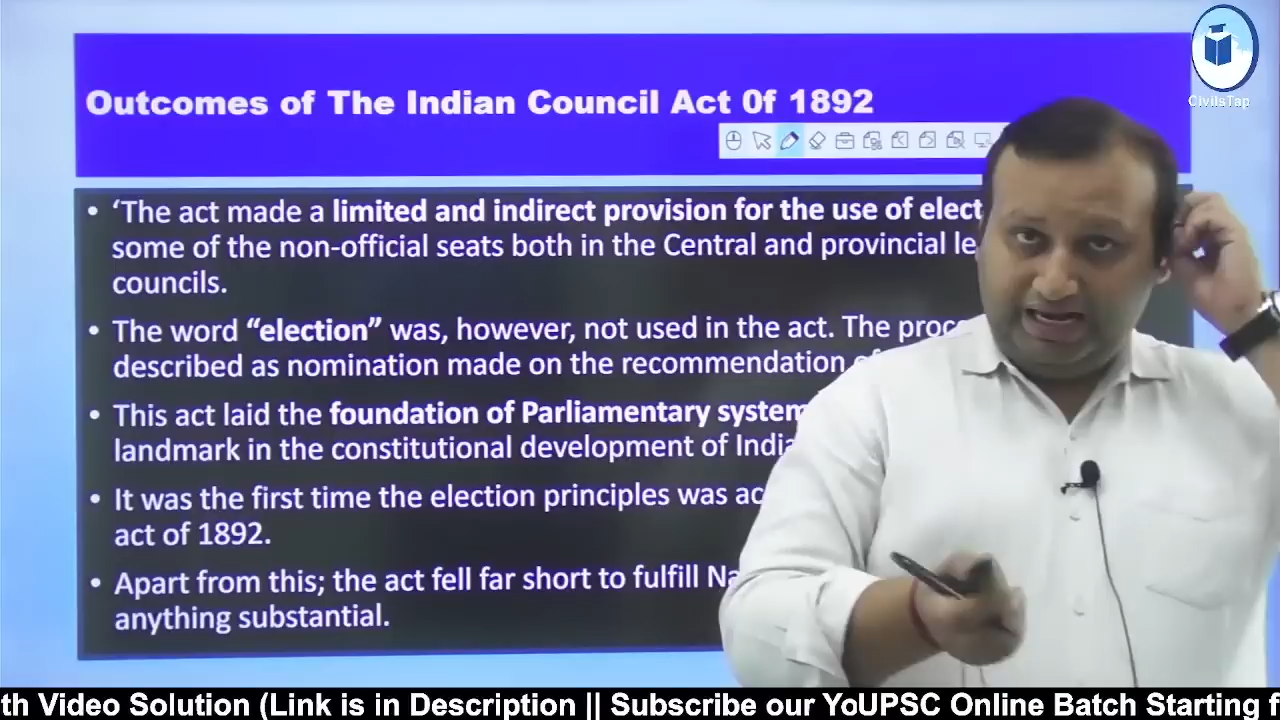 CivilsTap
Outcomes of The Indian Council Act 0f 1892
• ‘The act made a limited and indirect provision for the use of elect
some of the non-official seats both in the Central and provincial le
councils.
• The word “election” was, however, not used in the act. The proc
described as nomination made on the recommendation
• This act laid the foundation of Parliamentary system
landmark in the constitutional development of India
• It was the first time the election principles was ac
act of 1892.
• Apart from this; the act fell far short to fulfill Na
anything substantial.
th Video Solution (Link is in Description || Subscribe our YoUPSC Online Batch Starting f